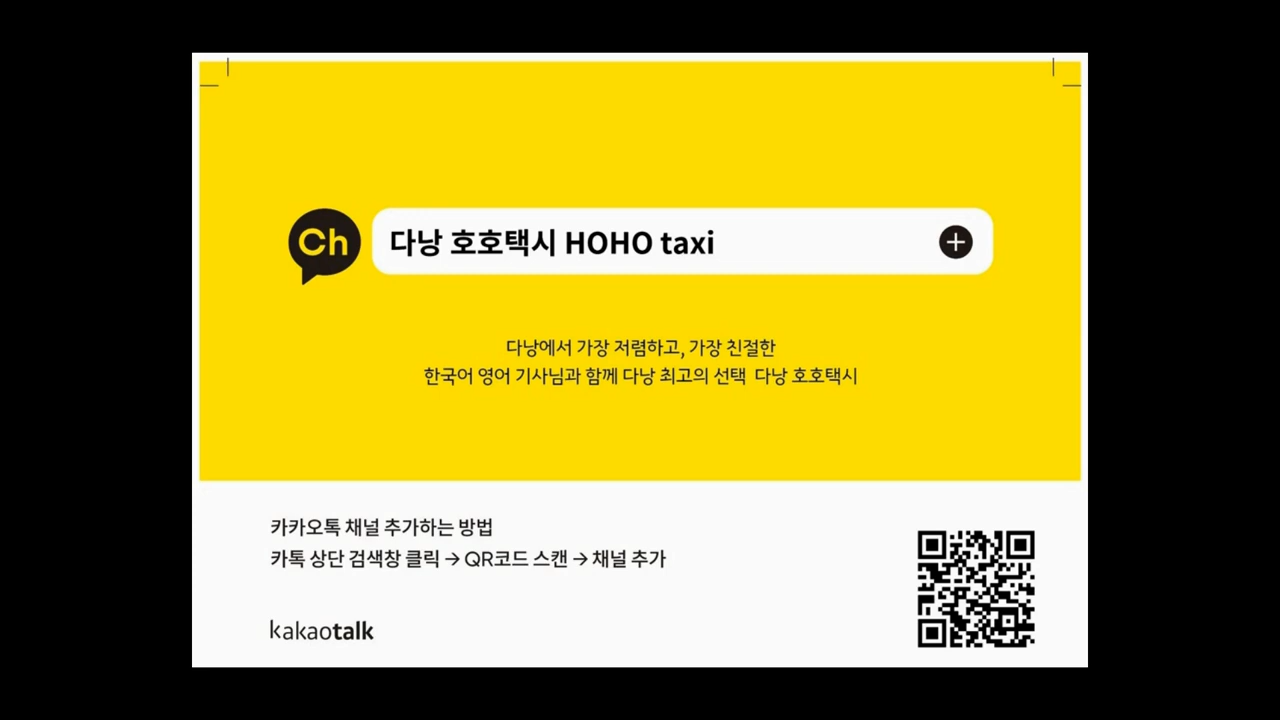 Ch
다낭 호호택시 HOHO taxi
다낭에서 가장 저렴하고, 가장 친절한
한국어 영어 기사님과 함께 다낭 최고의 선택 다낭 호호택시
카카오톡 채널 추가하는 방법
카톡 상단 검색창 클릭 → QR코드 스캔 → 채널 추가
kakaotalk